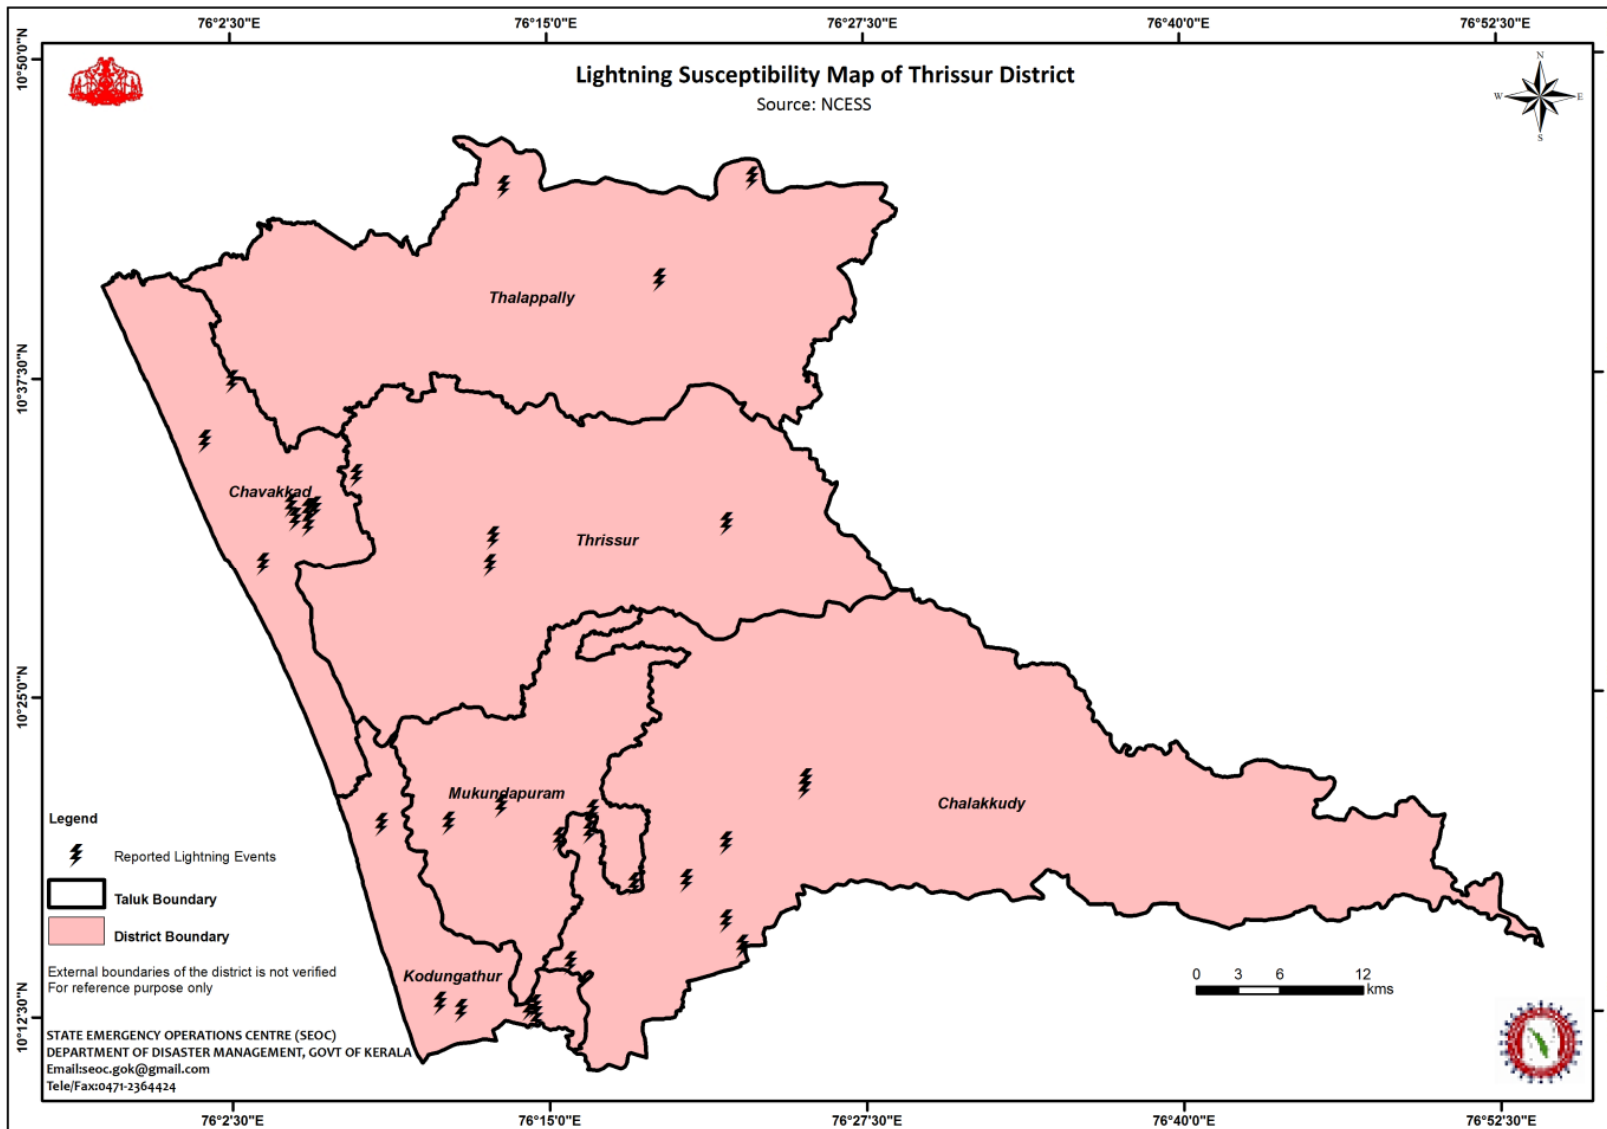 76°2'30"E 76°15'0"E 76°27'30"E 76°40'0"E 76°52'30"E
10°50'0"N
Lightning Susceptibility Map of Thrissur District
Source: NCESS
N
W E
S
Thalappally
10°37'30"N
Chavakkad
Thrissur
10°25'0"N
Mukundapuram
Chalakkudy
Legend
Reported Lightning Events
Taluk Boundary
District Boundary
External boundaries of the district is not verified
For reference purpose only
Kodungathur
0 3 6 12
kms
10°12'30"N
STATE EMERGENCY OPERATIONS CENTRE (SEOC)
DEPARTMENT OF DISASTER MANAGEMENT, GOVT OF KERALA
Email:seoc.gok@gmail.com
Tele/Fax:0471-2364424
76°2'30"E 76°15'0"E 76°27'30"E 76°40'0"E 76°52'30"E